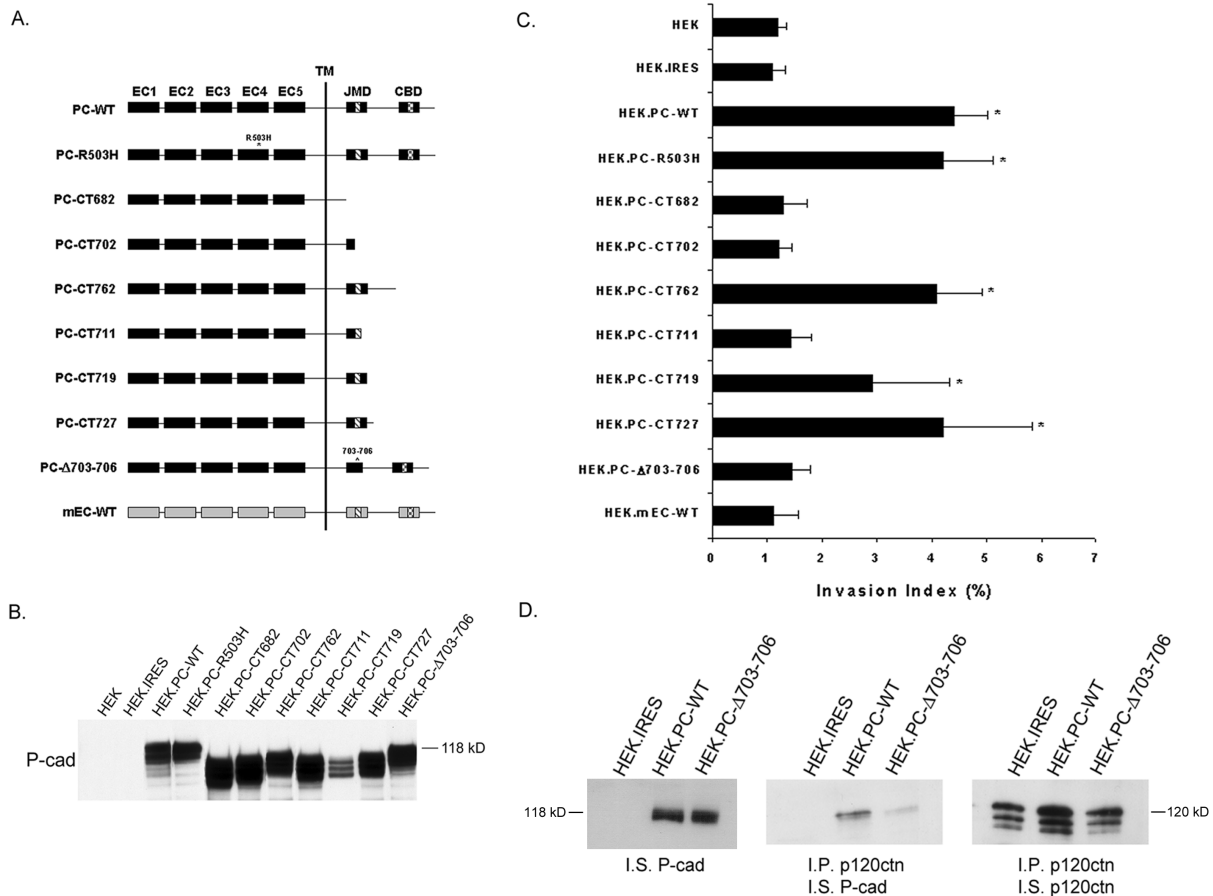 A.
TM
EC1 EC2 EC3 EC4 EC5 JMD CBD
PC-WT
R503H
*
PC-R503H
PC-CT682
PC-CT702
PC-CT762
PC-CT711
PC-CT719
PC-CT727
703-706
^
PC-Δ703-706
mEC-WT
B.
HEK
HEK.IRES
HEK.PC-WT
HEK.PC-R503H
HEK.PC-CT682
HEK.PC-CT702
HEK.PC-CT762
HEK.PC-CT711
HEK.PC-CT719
HEK.PC-CT727
HEK.PC-Δ703-706
P-cad
118 kD
C.
HEK
HEK.IRES
HEK.PC-WT *
HEK.PC-R503H *
HEK.PC-CT682
HEK.PC-CT702
HEK.PC-CT762 *
HEK.PC-CT711
HEK.PC-CT719 *
HEK.PC-CT727 *
HEK.PC-Δ703-706
HEK.mEC-WT
0 1 2 3 4 5 6 7
Invasion Index (%)
D.
HEK.IRES
HEK.PC-WT
HEK.PC-Δ703-706
118 kD
I.S. P-cad
HEK.IRES
HEK.PC-WT
HEK.PC-Δ703-706
I.P. p120ctn
I.S. P-cad
HEK.IRES
HEK.PC-WT
HEK.PC-Δ703-706
120 kD
I.P. p120ctn
I.S. p120ctn